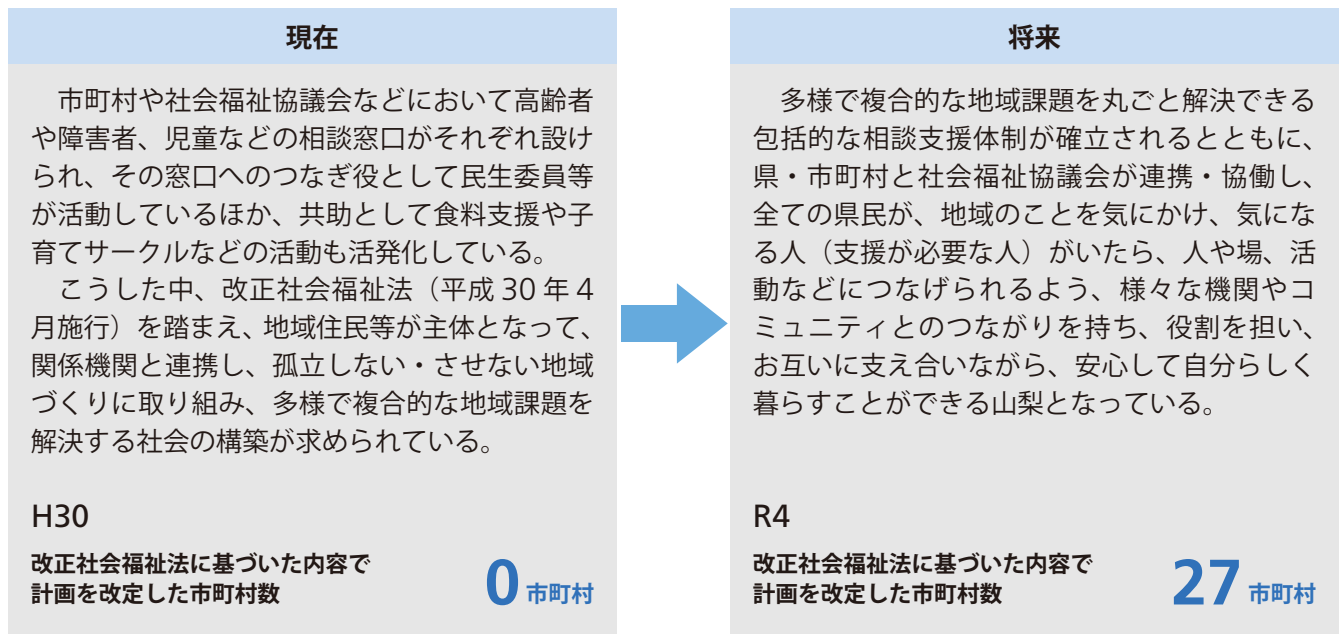 現在
　市町村や社会福祉協議会などにおいて高齢者
や障害者、児童などの相談窓口がそれぞれ設け
られ、その窓口へのつなぎ役として民生委員等
が活動しているほか、共助として食料支援や子
育てサークルなどの活動も活発化している。
　こうした中、改正社会福祉法（平成 30 年 4
月施行）を踏まえ、地域住民等が主体となって、
関係機関と連携し、孤立しない・させない地域
づくりに取り組み、多様で複合的な地域課題を
解決する社会の構築が求められている。
H30
改正社会福祉法に基づいた内容で
計画を改定した市町村数
0 市町村
将来
　多様で複合的な地域課題を丸ごと解決できる
包括的な相談支援体制が確立されるとともに、
県・市町村と社会福祉協議会が連携・協働し、
全ての県民が、地域のことを気にかけ、気にな
る人（支援が必要な人）がいたら、人や場、活
動などにつなげられるよう、様々な機関やコ
ミュニティとのつながりを持ち、役割を担い、
お互いに支え合いながら、安心して自分らしく
暮らすことができる山梨となっている。
R4
改正社会福祉法に基づいた内容で
計画を改定した市町村数
27 市町村